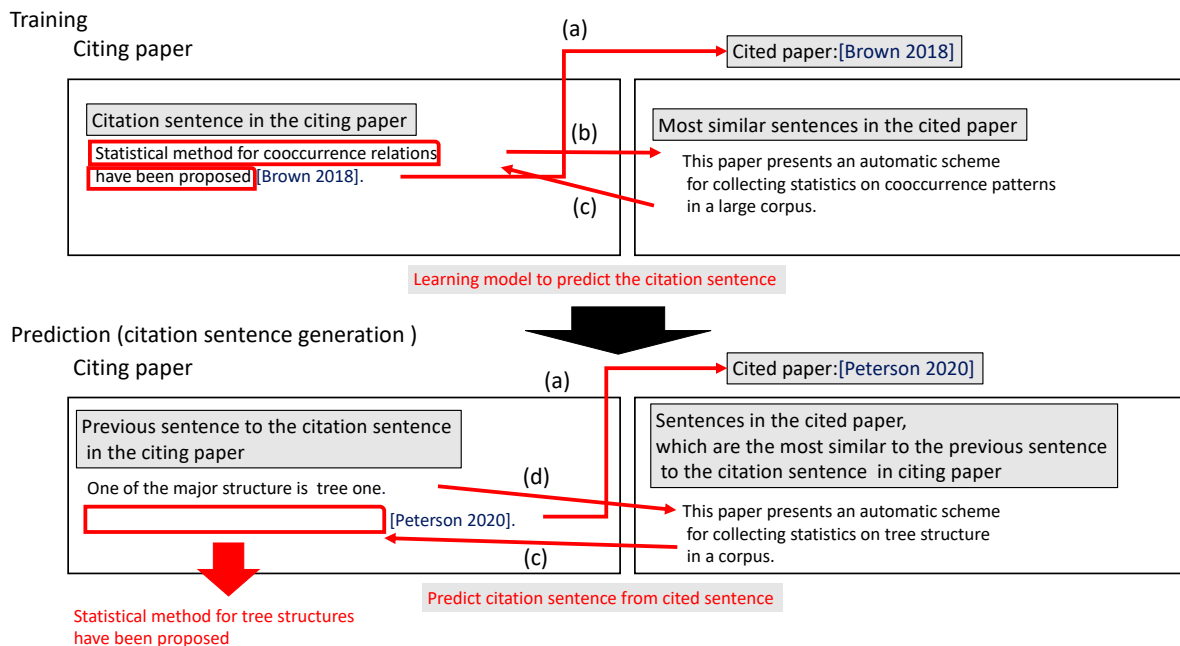 Training
Citing paper
(a)
Cited paper:[Brown 2018]
Citation sentence in the citing paper
Statistical method for cooccurrence relations
have been proposed [Brown 2018].
(b)
(c)
Most similar sentences in the cited paper
This paper presents an automatic scheme
for collecting statistics on cooccurrence patterns
in a large corpus.
Learning model to predict the citation sentence
Prediction (citation sentence generation )
Citing paper
(a)
Cited paper:[Peterson 2020]
Previous sentence to the citation sentence
in the citing paper
One of the major structure is tree one.
[Peterson 2020].
(d)
(c)
Sentences in the cited paper,
which are the most similar to the previous sentence
to the citation sentence in citing paper
This paper presents an automatic scheme
for collecting statistics on tree structure
in a corpus.
Predict citation sentence from cited sentence
Statistical method for tree structures
have been proposed